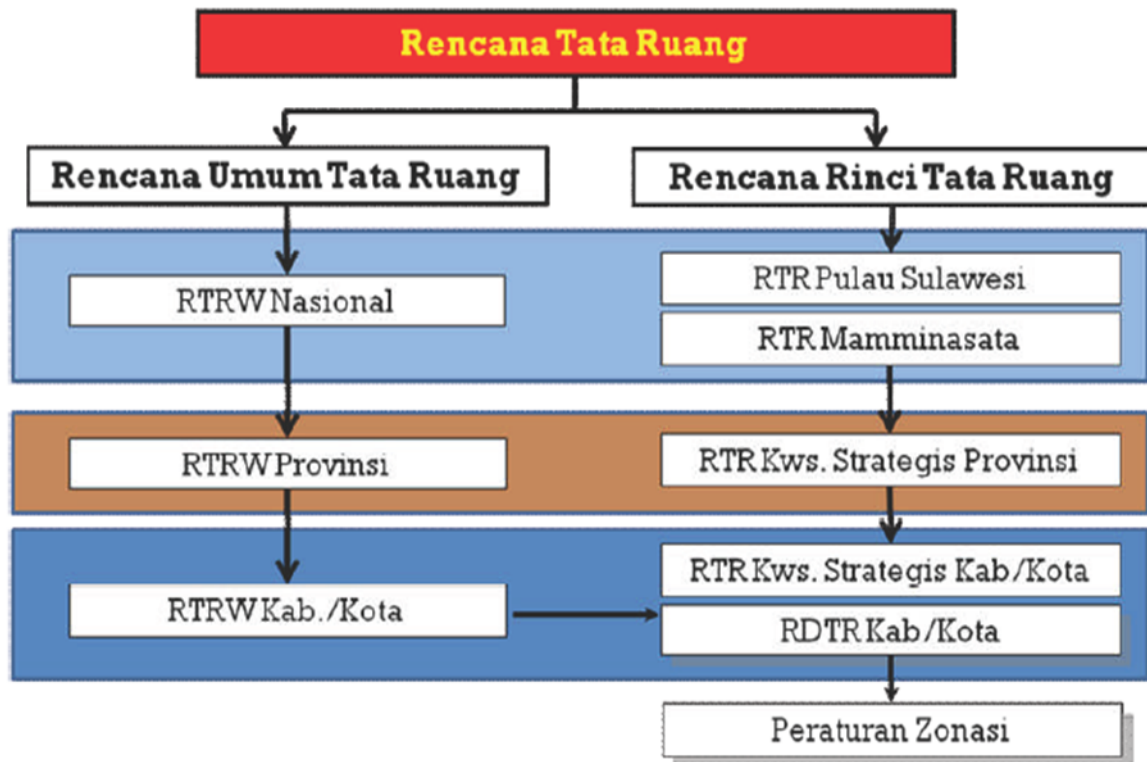 Rencana Tata Ruang
Rencana Umum Tata Ruang
Rencana Rinci Tata Ruang
RTRW Nasional
RTR Pulau Sulawesi
RTR Mamminasata
RTRW Provinsi
RTR Kws. Strategis Provinsi
RTRW Kab./Kota
RTR Kws. Strategis Kab/Kota
RDTR Kab/Kota
Peraturan Zonasi